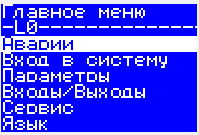 Главное меню
-L0----------------
Аварии
Вход в систему
Параметры
Входы/Выходы
Сервис
Язык